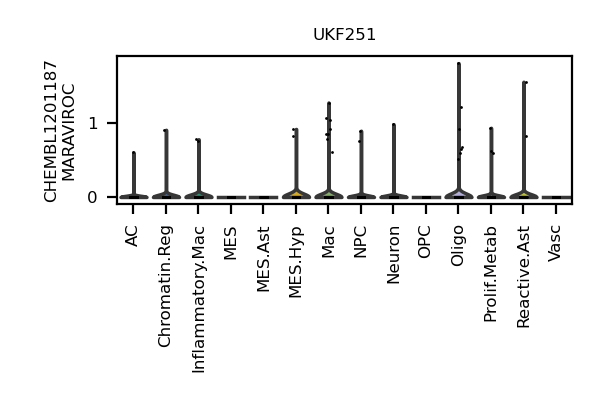 UKF251
CHEMBL1201187
MARAVIROC
1
0
AC
Chromatin.Reg
Inflammatory.Mac
MES
MES.Ast
MES.Hyp
Mac
NPC
Neuron
OPC
Oligo
Prolif.Metab
Reactive.Ast
Vasc